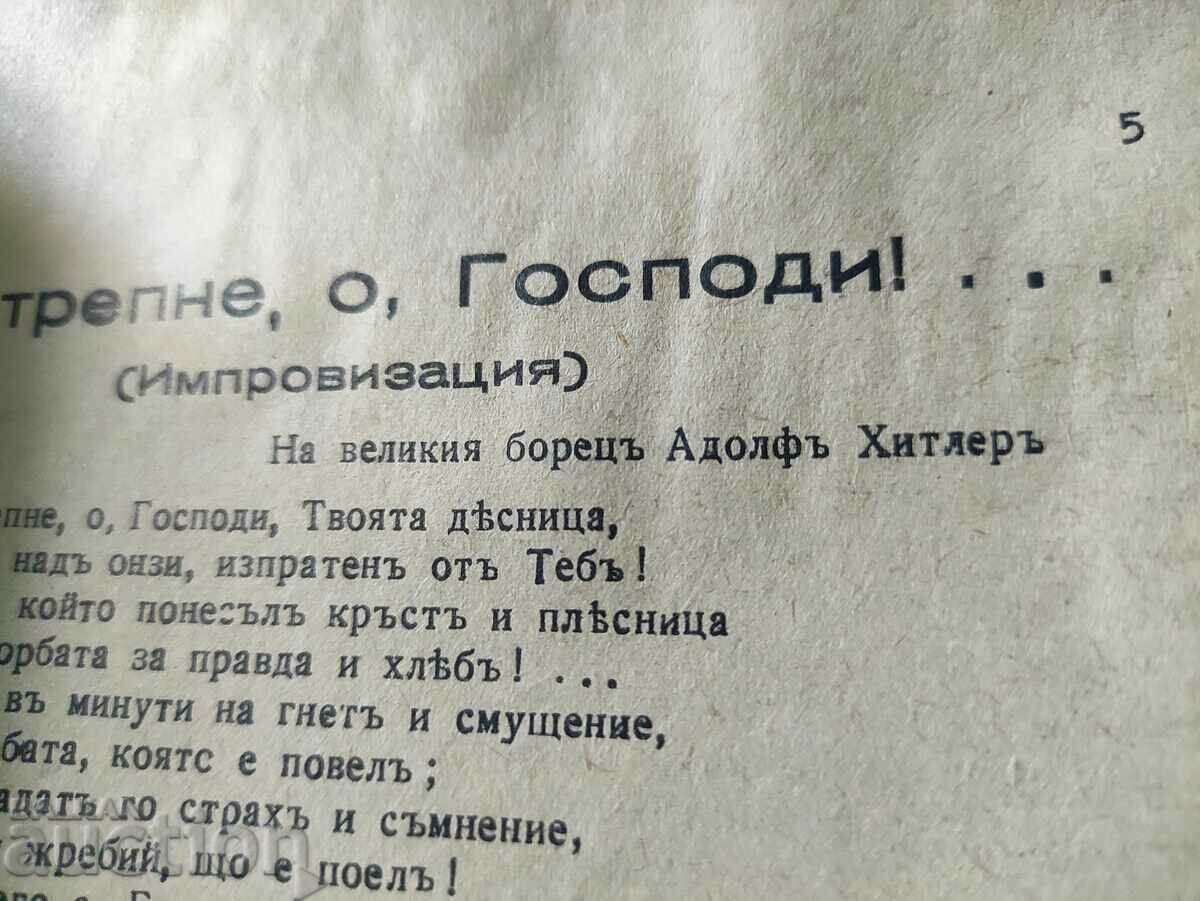 5
трепне, о, Господи! . . .
(Импровизация)
На великия борецъ Адолфъ Хитлеръ
пне, о, Господи, Твоята дѣсница,
надъ онзи, изпратенъ отъ Тебъ!
който понесълъ кръстъ и плѣсница
орбата за правда и хлѣбъ! ...
въ минути на гнетъ и смущение,
бата, коятс е повелъ;
адатъ го страхъ и съмнение,
жребий, що е поелъ!
auction